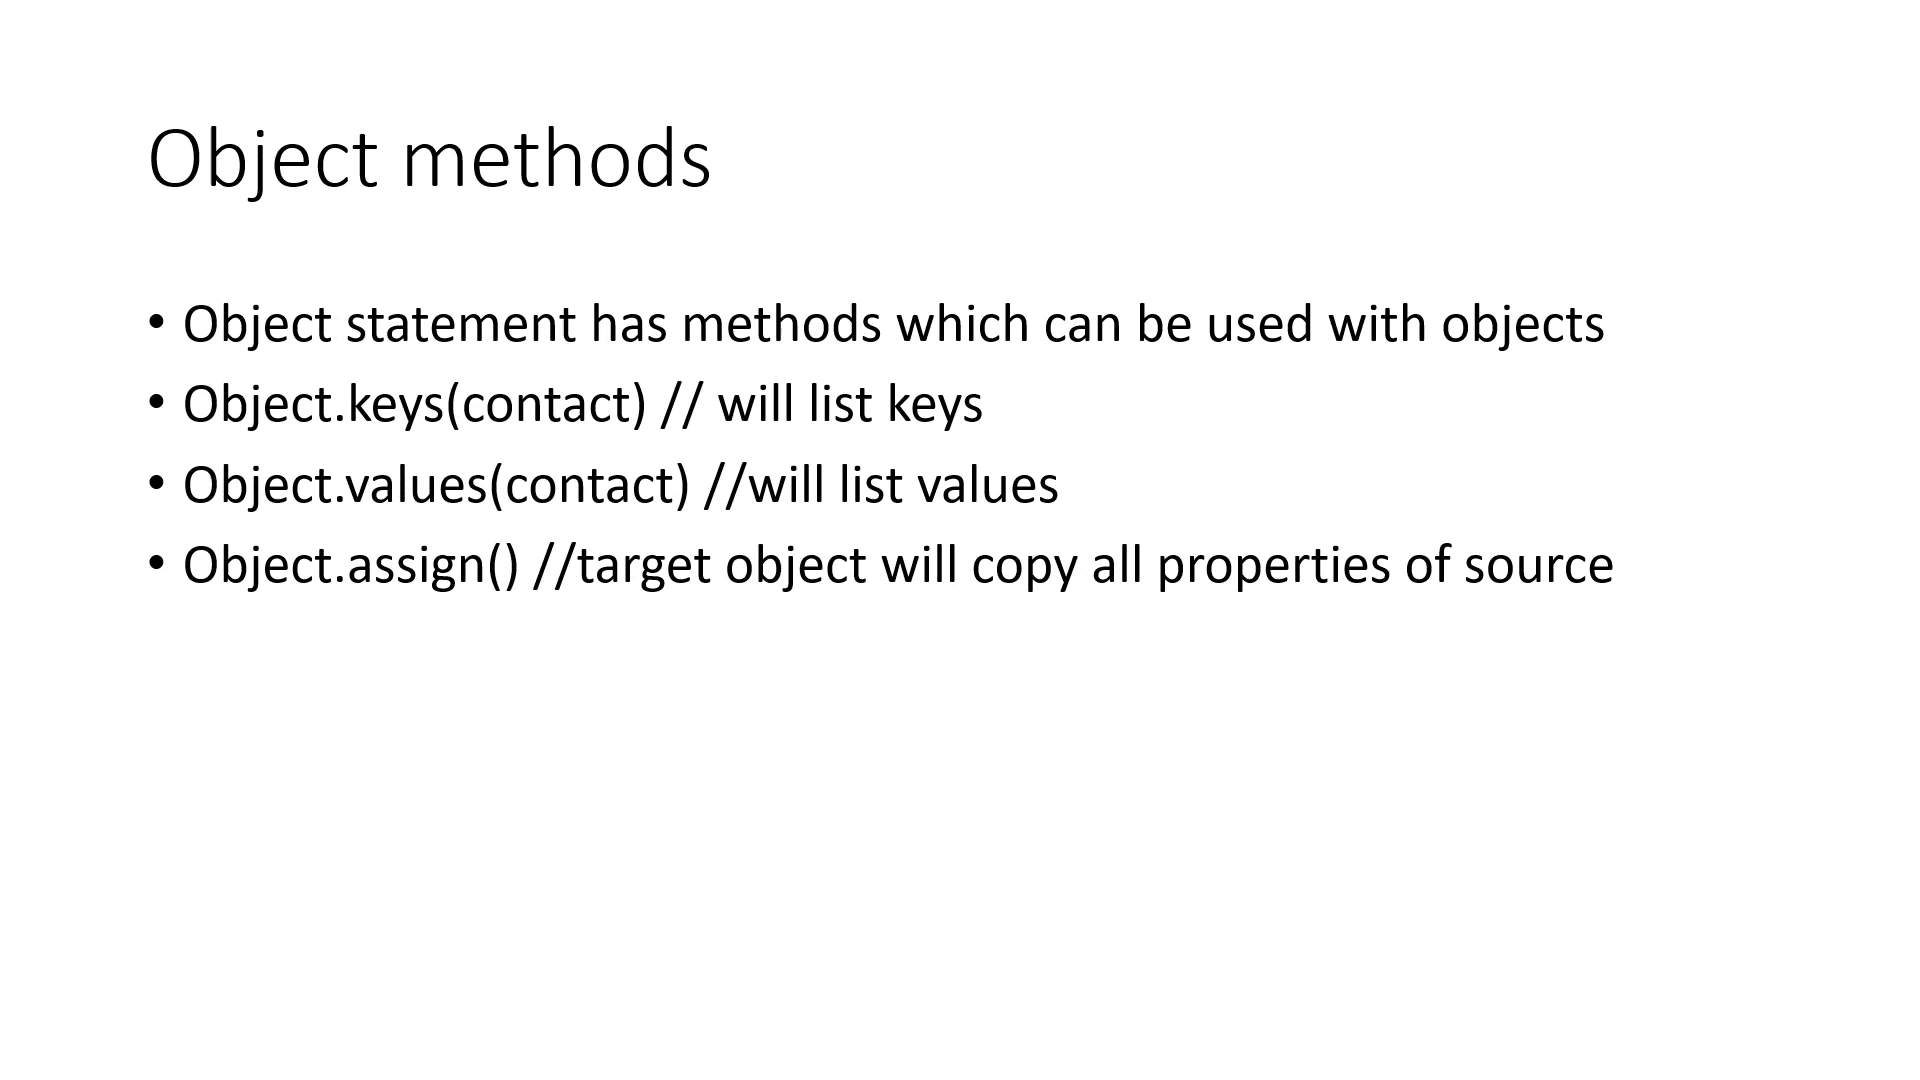 Object methods
• Object statement has methods which can be used with objects
• Object.keys(contact) // will list keys
• Object.values(contact) //will list values
• Object.assign() //target object will copy all properties of source